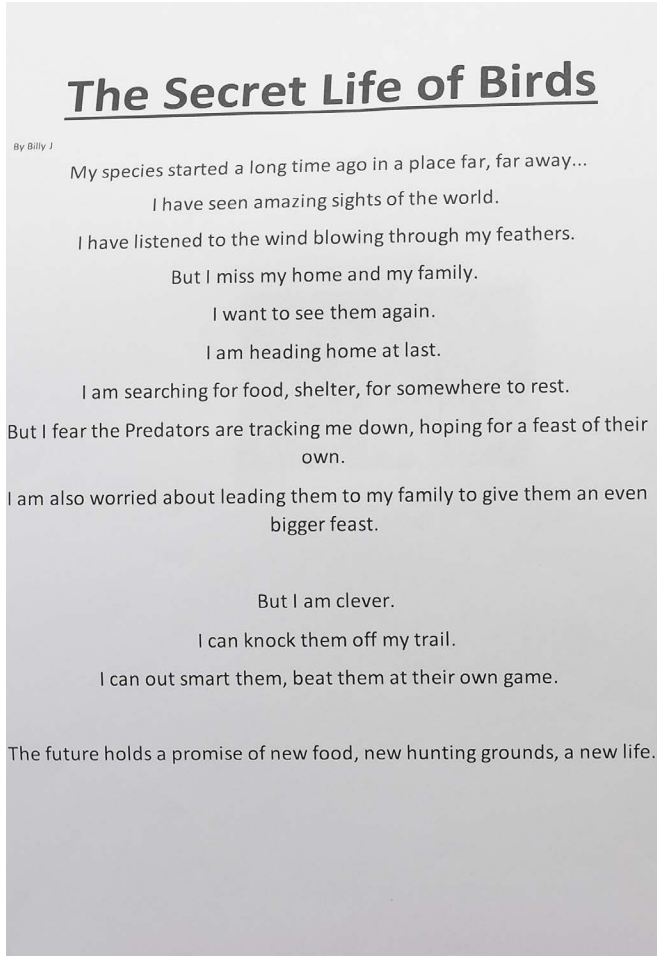 The Secret Life of Birds
By Billy J
My species started a long time ago in a place far, far away...
I have seen amazing sights of the world.
I have listened to the wind blowing through my feathers.
But I miss my home and my family.
I want to see them again.
I am heading home at last.
I am searching for food, shelter, for somewhere to rest.
But I fear the Predators are tracking me down, hoping for a feast of their
own.
I am also worried about leading them to my family to give them an even
bigger feast.
But I am clever.
I can knock them off my trail.
I can out smart them, beat them at their own game.
The future holds a promise of new food, new hunting grounds, a new life.